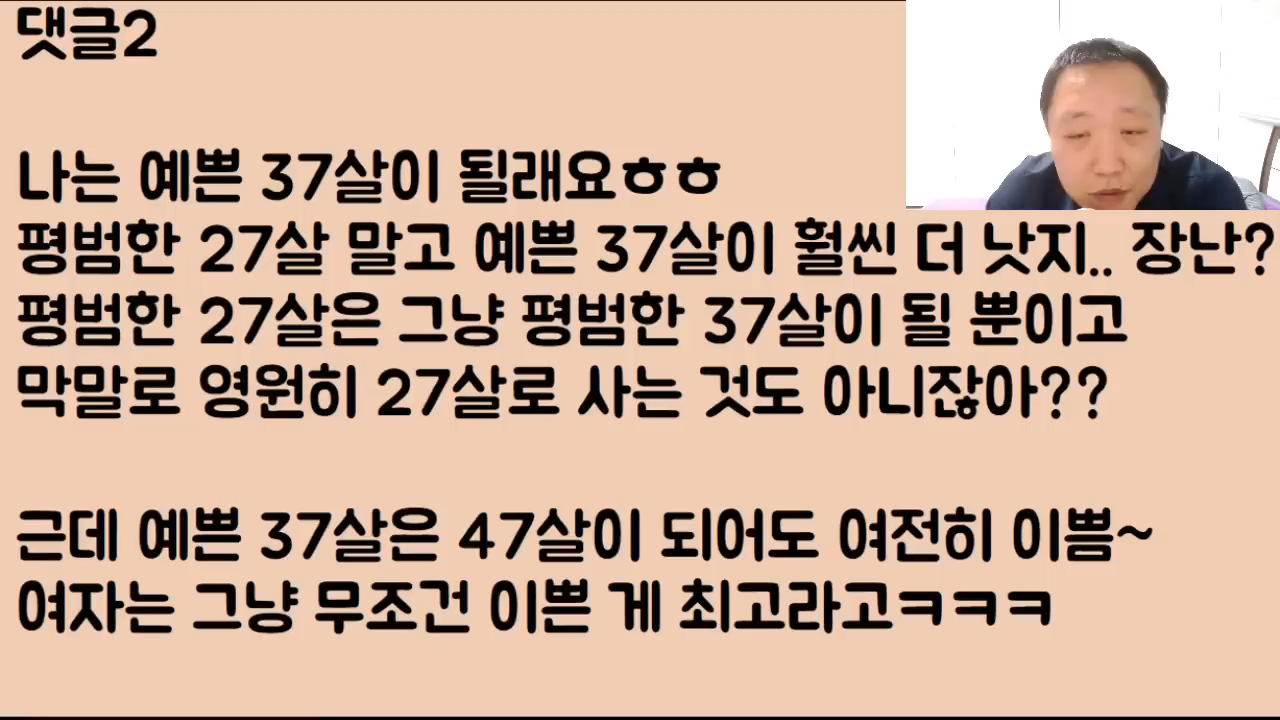 댓글2
나는 예쁜 37살이 될래요ㅎㅎ
평범한 27살 말고 예쁜 37살이 훨씬 더 낫지.. 장난?
평범한 27살은 그냥 평범한 37살이 될 뿐이고
막말로 영원히 27살로 사는 것도 아니잖아??
근데 예쁜 37살은 47살이 되어도 여전히 이쁨~
여자는 그냥 무조건 이쁜 게 최고라고ㅋㅋㅋ